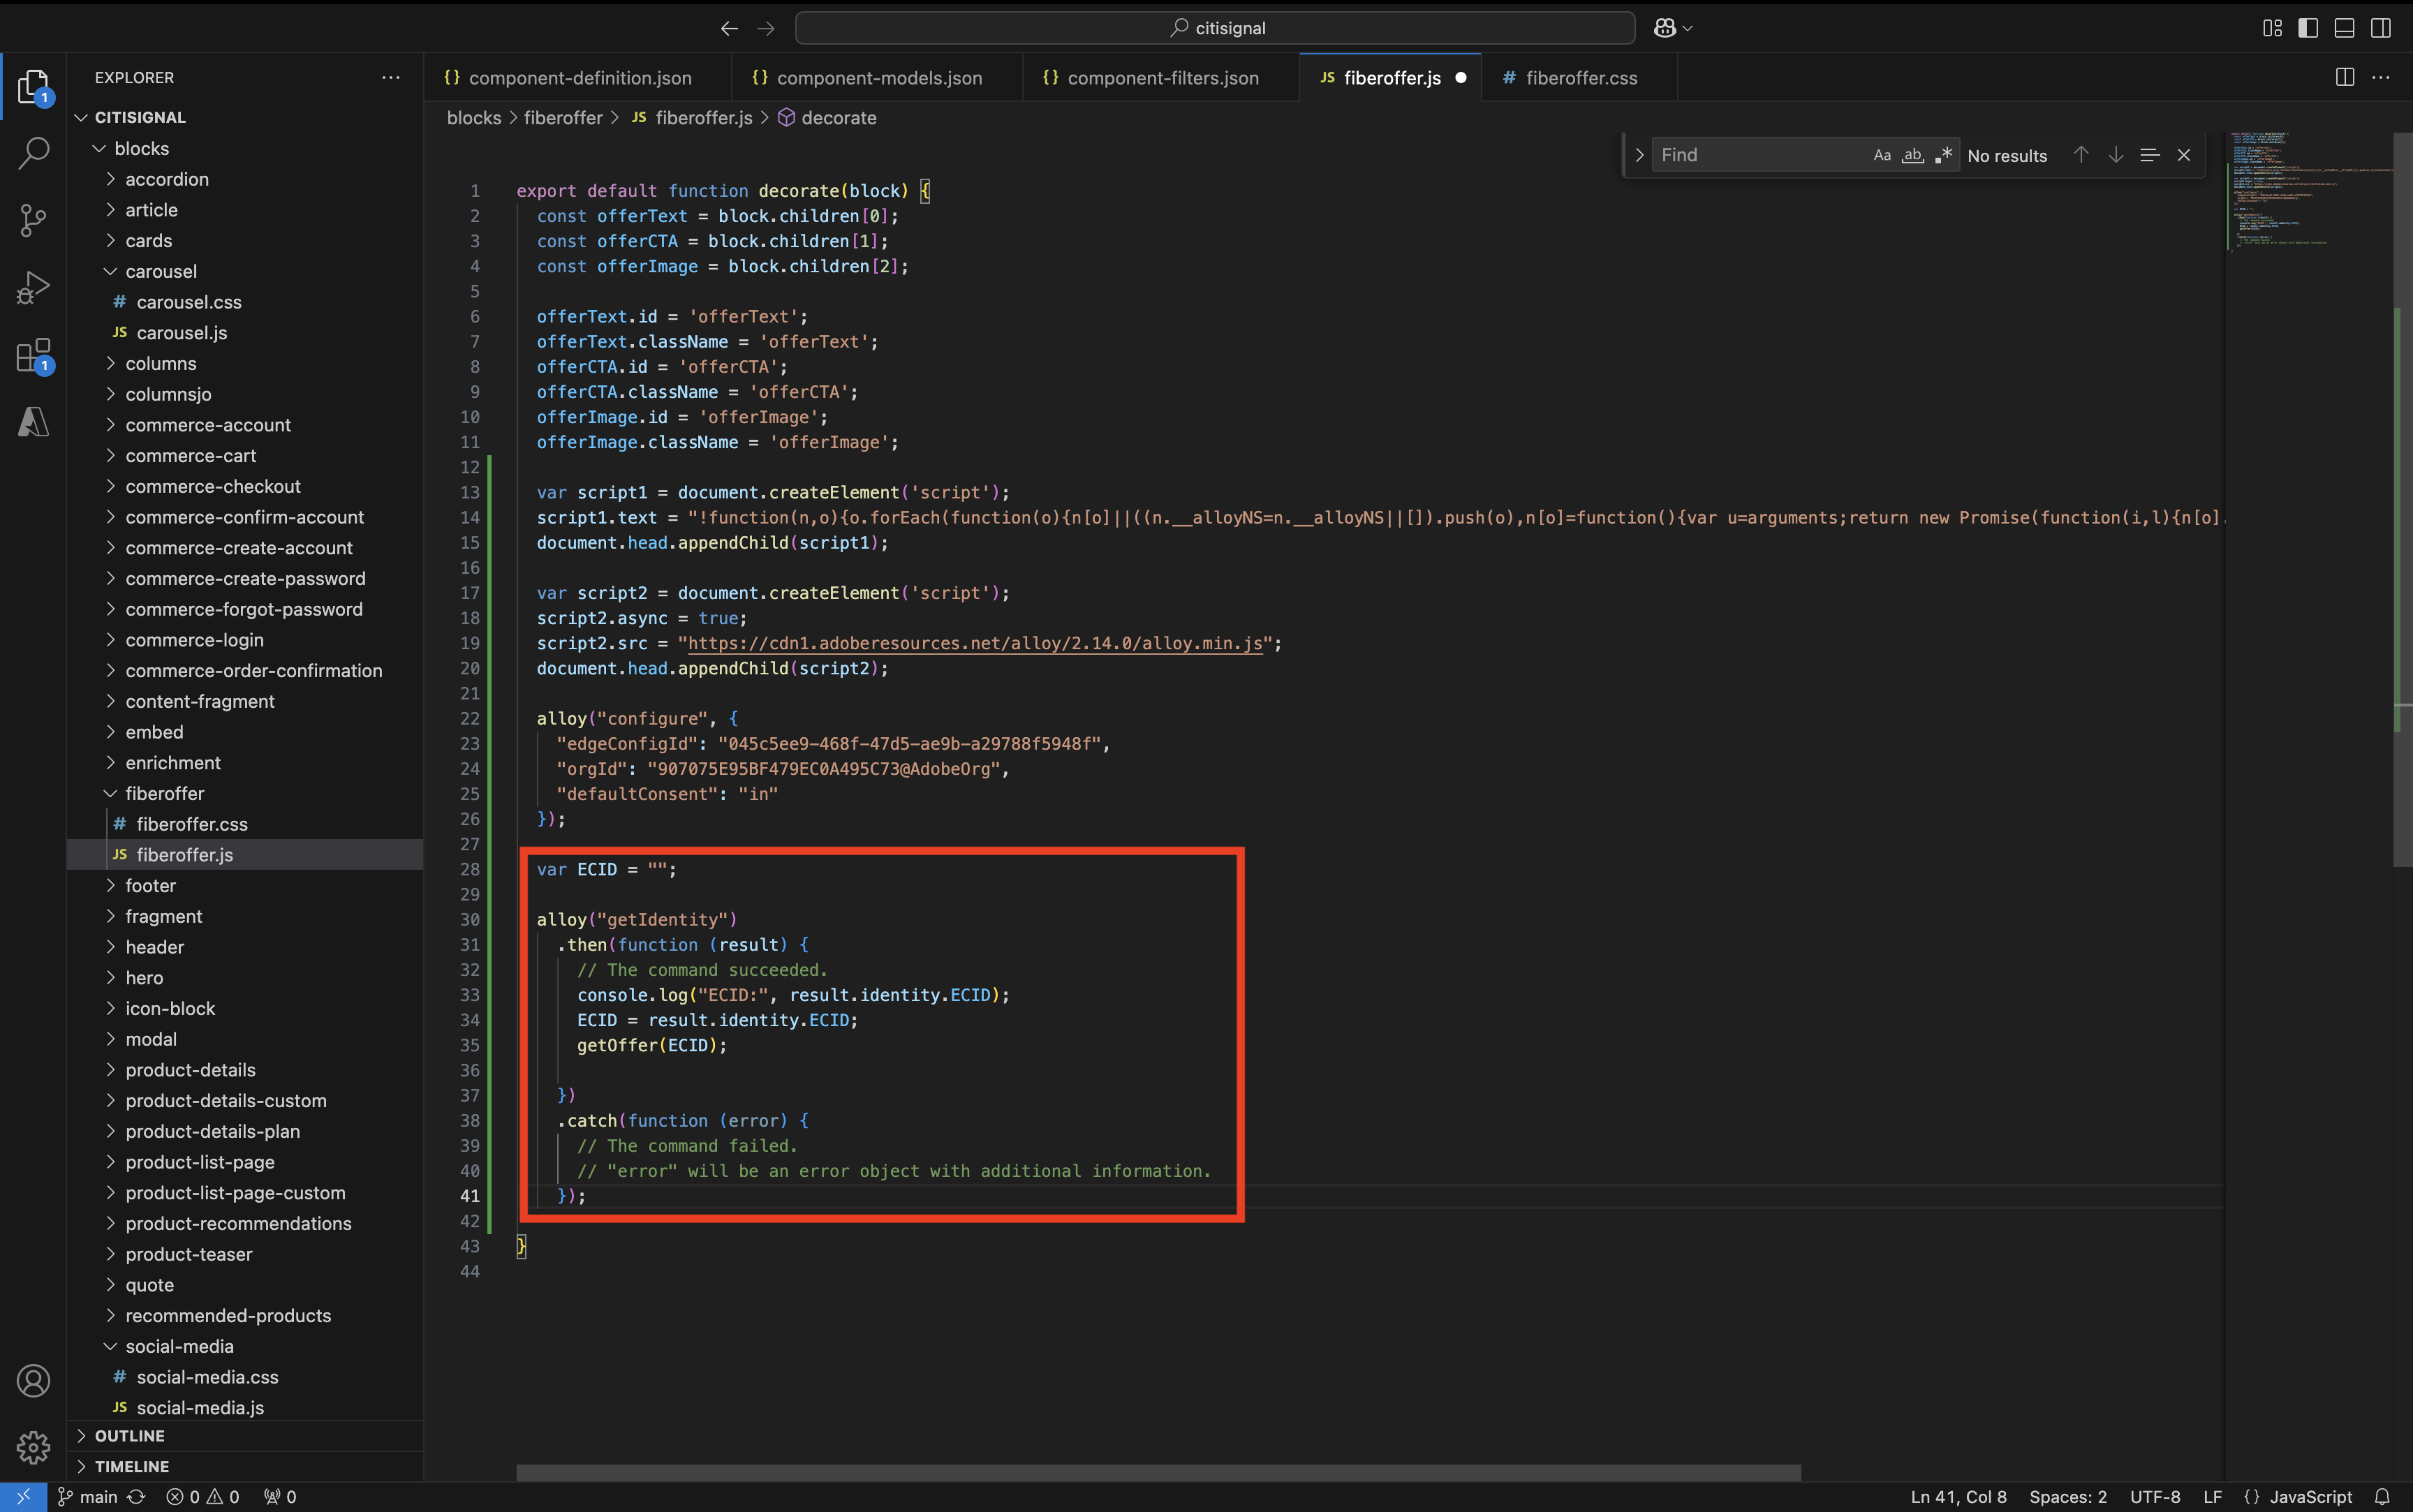 citisignal
EXPLORER
···
{} component-definition.json
{} component-models.json
{} component-filters.json
JS fiberoffer.js
# fiberoffer.css
···
1
CITISIGNAL
blocks
accordion
article
cards
carousel
# carousel.css
JS carousel.js
1
columns
columnsjo
commerce-account
commerce-cart
commerce-checkout
commerce-confirm-account
commerce-create-account
commerce-create-password
commerce-forgot-password
commerce-login
commerce-order-confirmation
content-fragment
embed
enrichment
fiberoffer
# fiberoffer.css
JS fiberoffer.js
footer
fragment
header
hero
icon-block
modal
product-details
product-details-custom
product-details-plan
product-list-page
product-list-page-custom
product-recommendations
product-teaser
quote
recommended-products
social-media
# social-media.css
JS social-media.js
OUTLINE
TIMELINE
blocks > fiberoffer > JS fiberoffer.js > decorate
Find
Aa
ab
.*
No results
1 export default function decorate(block) {
2 const offerText = block.children[0];
3 const offerCTA = block.children[1];
4 const offerImage = block.children[2];
5
6 offerText.id = 'offerText';
7 offerText.className = 'offerText';
8 offerCTA.id = 'offerCTA';
9 offerCTA.className = 'offerCTA';
10 offerImage.id = 'offerImage';
11 offerImage.className = 'offerImage';
12
13 var script1 = document.createElement('script');
14 script1.text = "!function(n,o){o.forEach(function(o){n[o]||((n.__alloyNS=n.__alloyNS||[]).push(o),n[o]=function(){var u=arguments;return new Promise(function(i,l){n[o].
15 document.head.appendChild(script1);
16
17 var script2 = document.createElement('script');
18 script2.async = true;
19 script2.src = "https://cdn1.adoberesources.net/alloy/2.14.0/alloy.min.js";
20 document.head.appendChild(script2);
21
22 alloy("configure", {
23 "edgeConfigId": "045c5ee9-468f-47d5-ae9b-a29788f5948f",
24 "orgId": "907075E95BF479EC0A495C73@AdobeOrg",
25 "defaultConsent": "in"
26 });
27
28 var ECID = "";
29
30 alloy("getIdentity")
31 .then(function (result) {
32 // The command succeeded.
33 console.log("ECID:", result.identity.ECID);
34 ECID = result.identity.ECID;
35 getOffer(ECID);
36
37 })
38 .catch(function (error) {
39 // The command failed.
40 // "error" will be an error object with additional information.
41 });
42
43 }
44
main
0
0
0
Ln 41, Col 8
Spaces: 2
UTF-8
LF
{} JavaScript